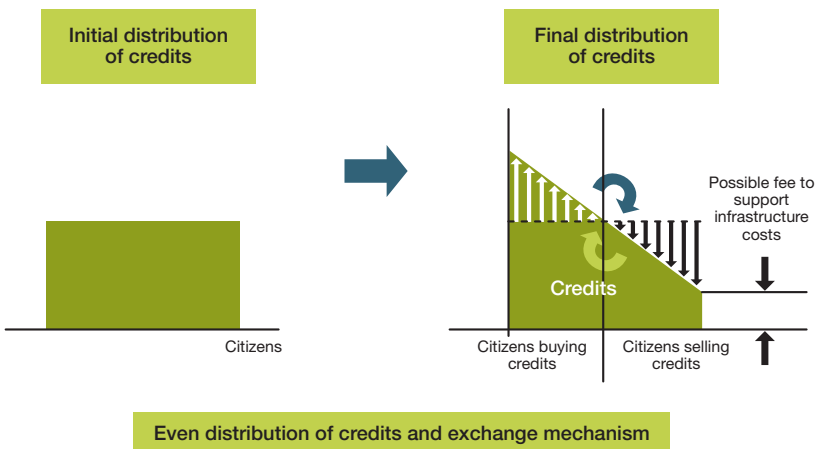 Initial distribution
of credits
Final distribution
of credits
Possible fee to
support
infrastructure
costs
Credits
Citizens
Citizens buying
credits
Citizens selling
credits
Even distribution of credits and exchange mechanism